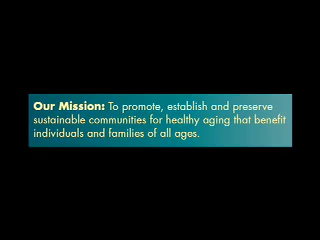 Our Mission: To promote, establish and preserve
sustainable communities for healthy aging that benefit
individuals and families of all ages.